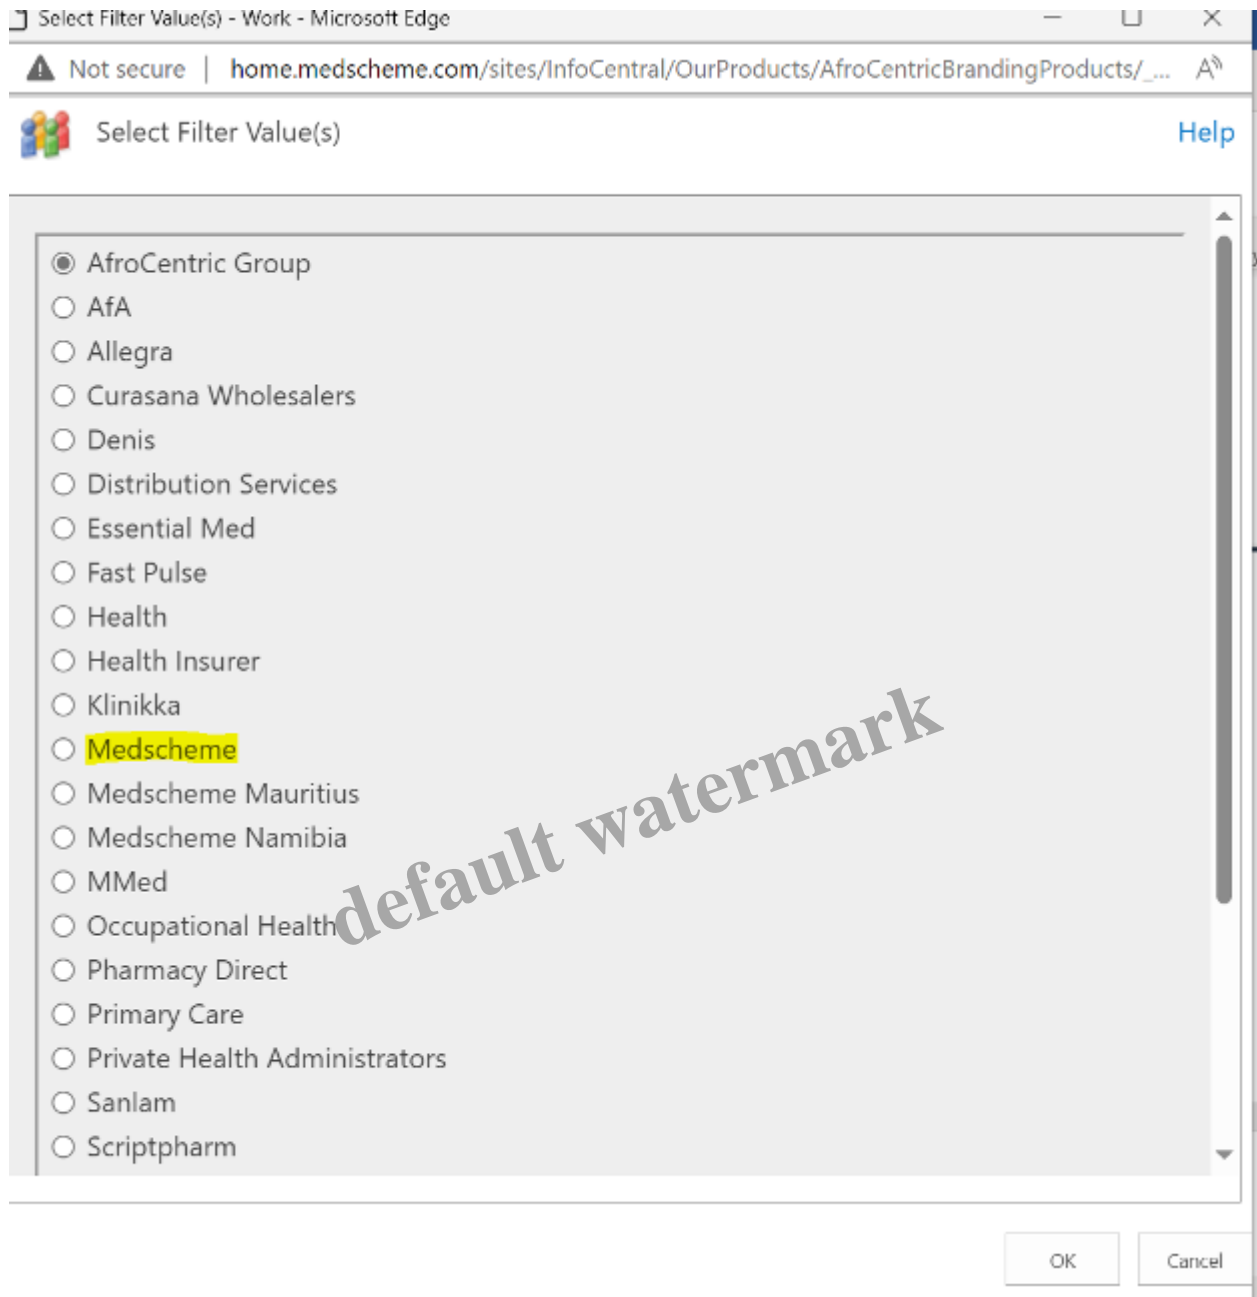 Select Filter Value(s) - Work - Microsoft Edge
Not secure | home.medscheme.com/sites/InfoCentral/OurProducts/AfroCentricBrandingProducts/_...
Select Filter Value(s)
Help
AfroCentric Group
AfA
Allegra
Curasana Wholesalers
Denis
Distribution Services
Essential Med
Fast Pulse
Health
Health Insurer
Klinikka
Medscheme
Medscheme Mauritius
Medscheme Namibia
MMed
Occupational Health
Pharmacy Direct
Primary Care
Private Health Administrators
Sanlam
Scriptpharm
default watermark
OK
Cancel